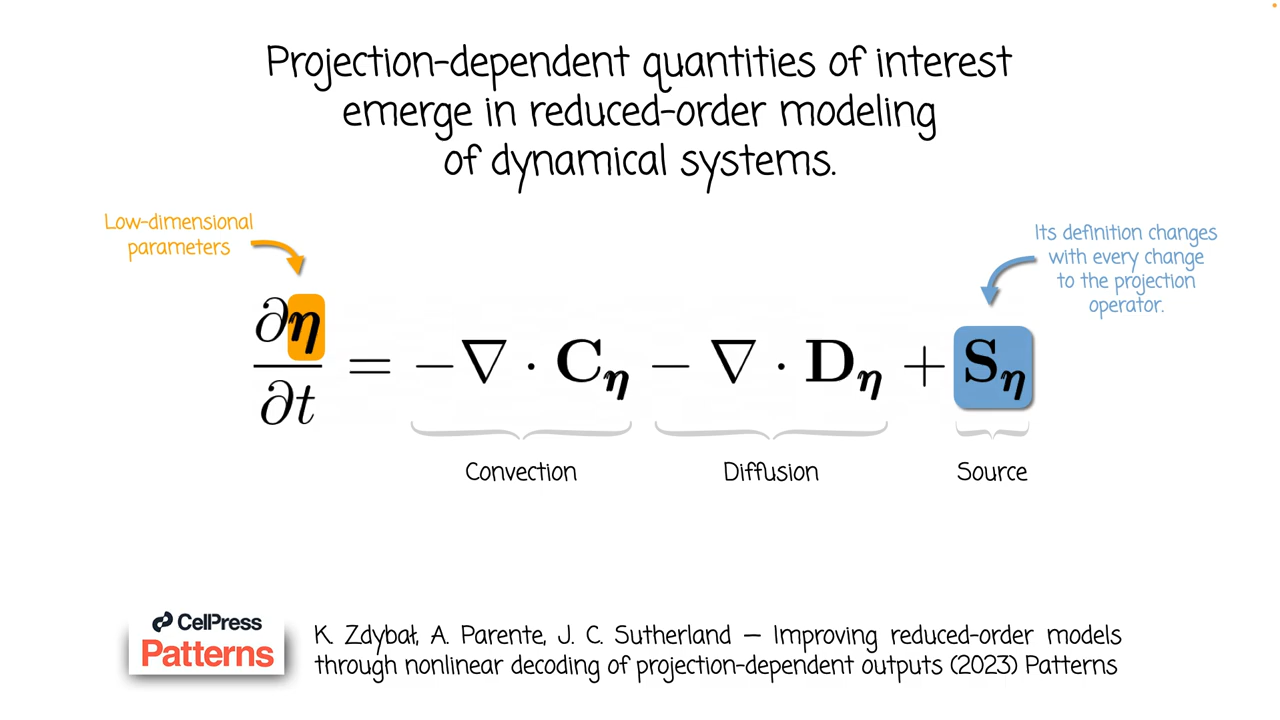 Projection-dependent quantities of interest
emerge in reduced-order modeling
of dynamical systems.
Low-dimensional
parameters
Its definition changes
with every change
to the projection
operator.
∂η/∂t = −∇ · C_η − ∇ · D_η + S_η
Convection
Diffusion
Source
CellPress
Patterns
K. Zdybał, A. Parente, J. C. Sutherland – Improving reduced-order models
through nonlinear decoding of projection-dependent outputs (2023) Patterns